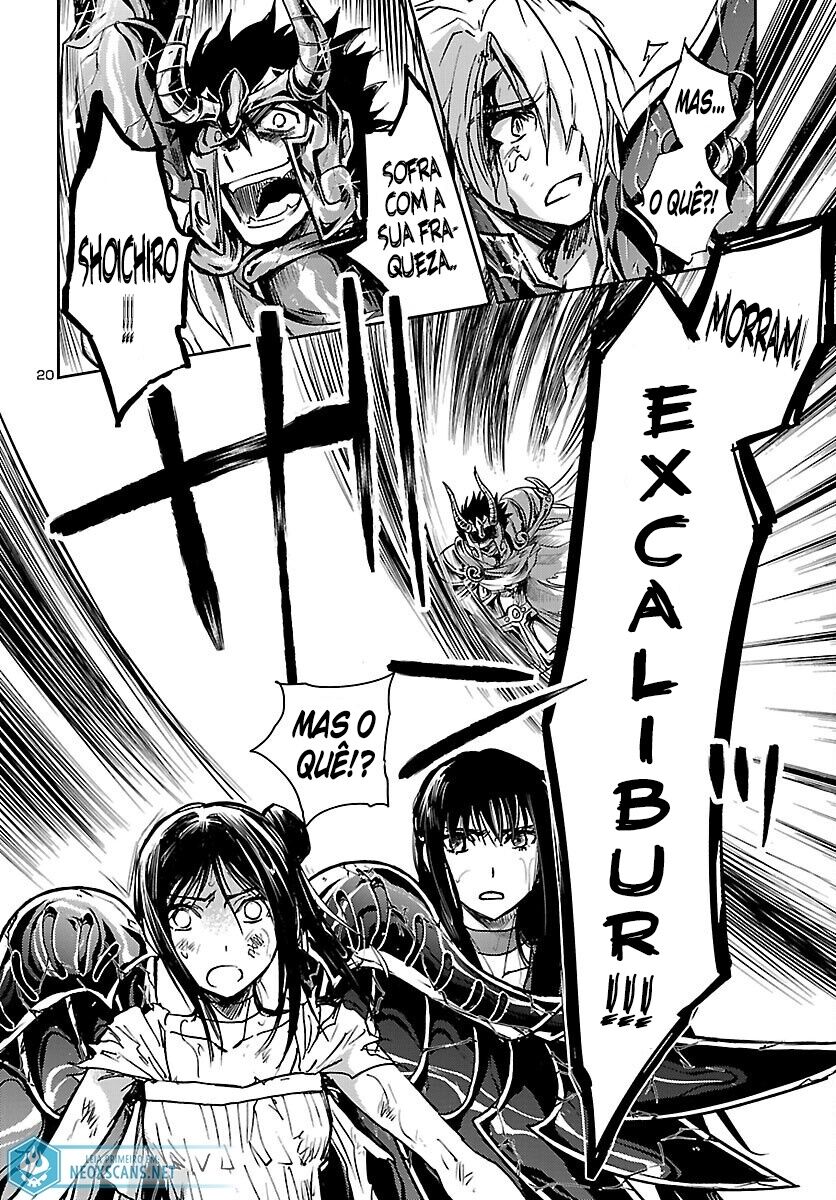 MAS...
O QUÊ?!
SOFRA
COM A
SUA FRA-
QUEZA..
SHOICHIRO
!!!
MORRAM!
EXCALIBUR!!!
20
MAS O
QUÊ!?
LEIA PRIMEIRO EM:
NEOXSCANS.NET